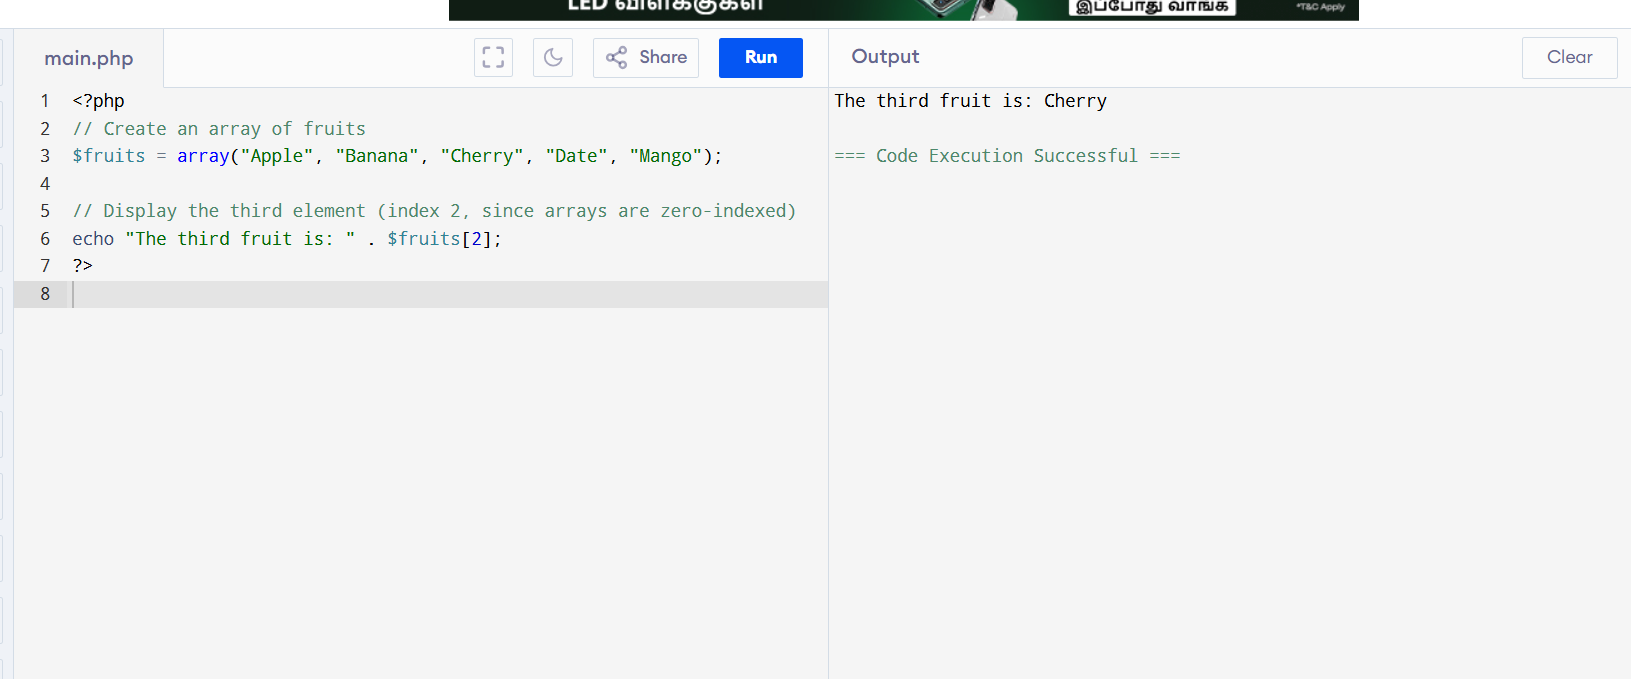 LED விளக்குகள்
இப்போது வாங்க
*T&C Apply
main.php
Share
Run
Output
Clear
1 <?php
2 // Create an array of fruits
3 $fruits = array("Apple", "Banana", "Cherry", "Date", "Mango");
4
5 // Display the third element (index 2, since arrays are zero-indexed)
6 echo "The third fruit is: " . $fruits[2];
7 ?>
8
The third fruit is: Cherry
=== Code Execution Successful ===